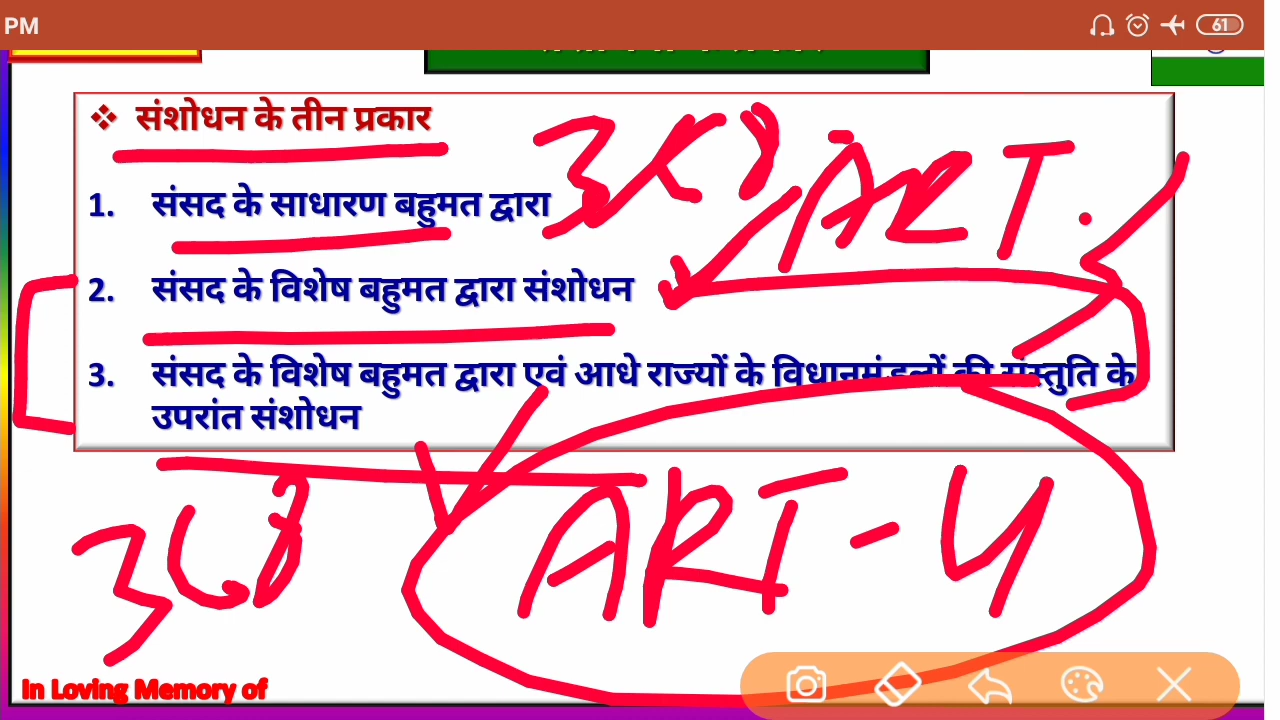 PM
61
❖ संशोधन के तीन प्रकार
1. संसद के साधारण बहुमत द्वारा
2. संसद के विशेष बहुमत द्वारा संशोधन
3. संसद के विशेष बहुमत द्वारा एवं आधे राज्यों के विधानमंडलों की संस्तुति के
उपरांत संशोधन
ART.
368
ART-4
In Loving Memory of